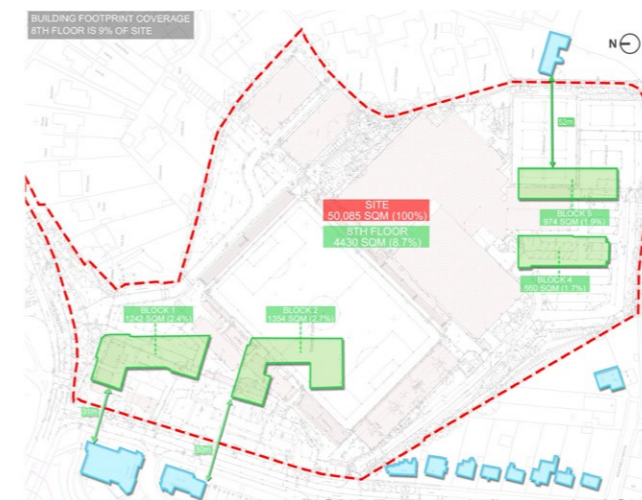 BUILDING FOOTPRINT COVERAGE
8TH FLOOR IS 9% OF SITE
N
52m
SITE
50,085 SQM (100%)
8TH FLOOR
4430 SQM (8.7%)
BLOCK 5
974 SQM (1.9%)
BLOCK 4
SQM (1.7%)
BLOCK 1
1242 SQM (2.4%)
BLOCK 2
1354 SQM (2.7%)